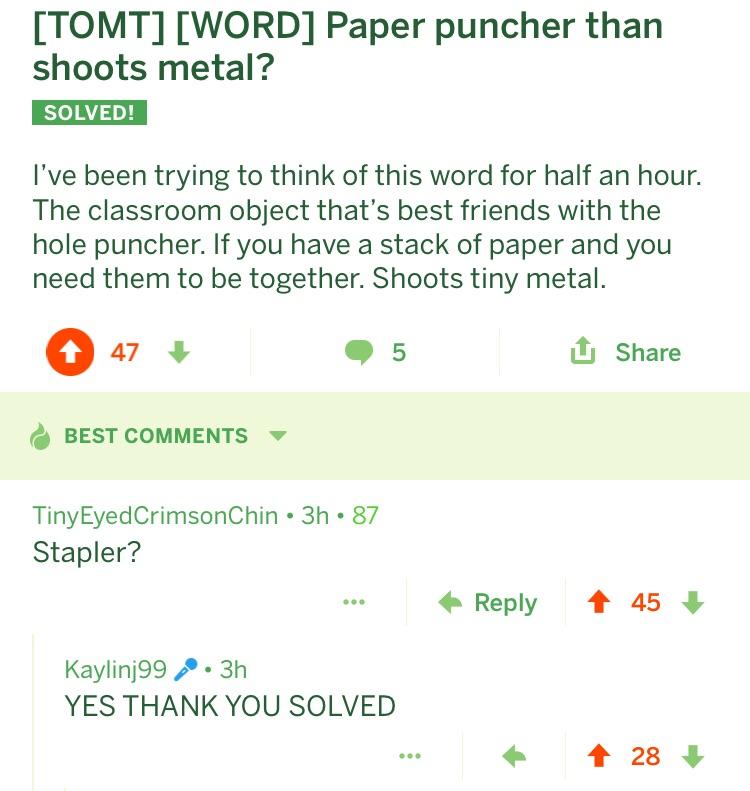 [TOMT] [WORD] Paper puncher than
shoots metal?
SOLVED!
I've been trying to think of this word for half an hour.
The classroom object that's best friends with the
hole puncher. If you have a stack of paper and you
need them to be together. Shoots tiny metal.
47 5 Share
BEST COMMENTS
TinyEyedCrimsonChin • 3h • 87
Stapler?
Reply 45
Kaylinj99 • 3h
YES THANK YOU SOLVED
28